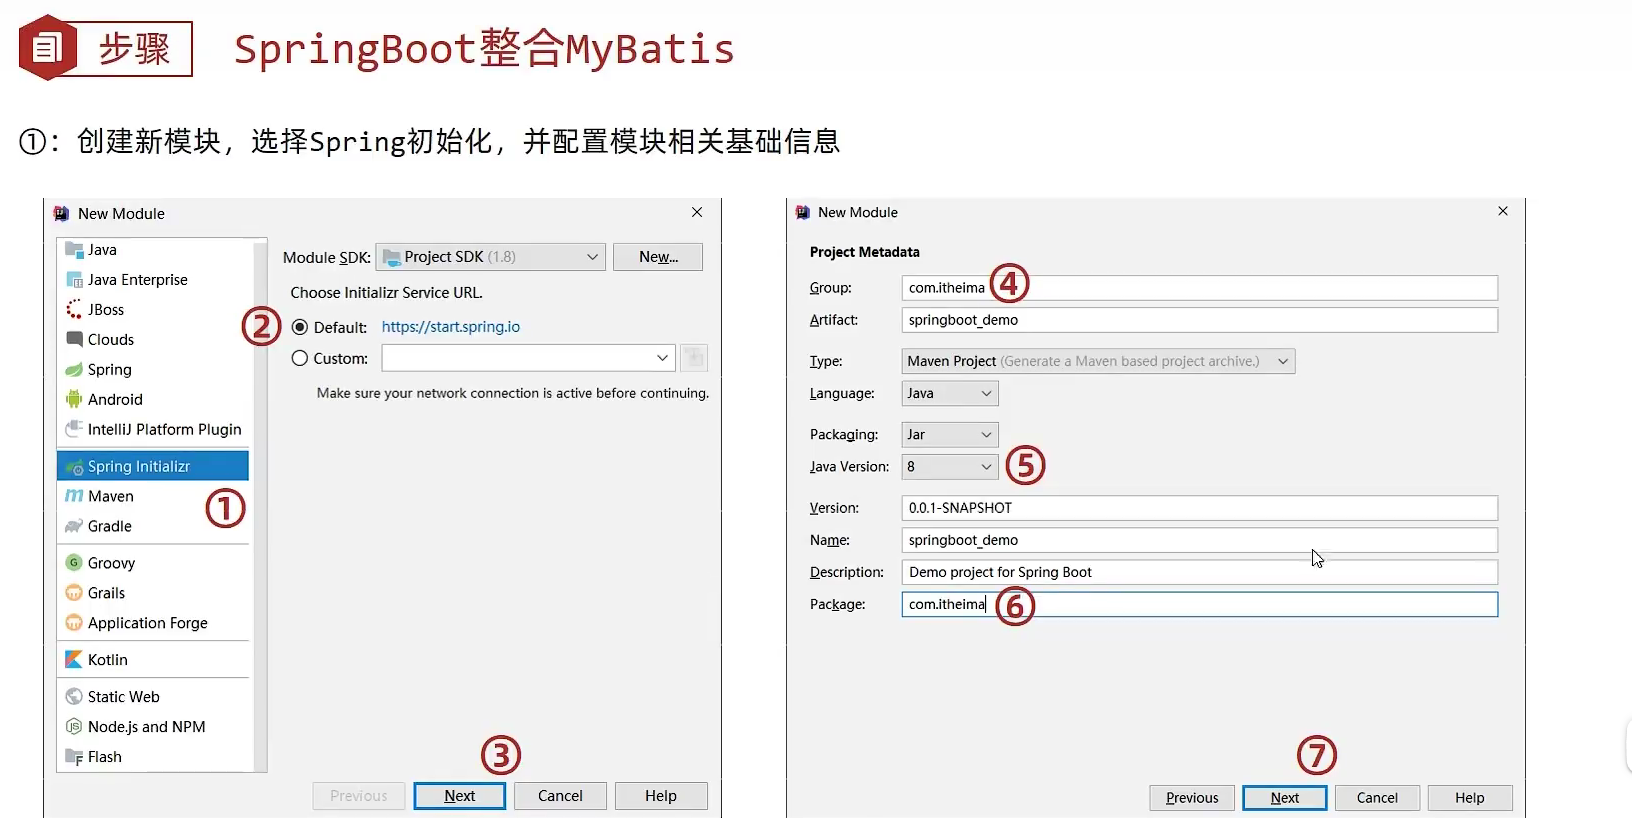 步骤
SpringBoot整合MyBatis
①：创建新模块，选择Spring初始化，并配置模块相关基础信息
New Module
Java
Java Enterprise
JBoss
Clouds
Spring
Android
IntelliJ Platform Plugin
Spring Initializr
Maven
Gradle
Groovy
Grails
Application Forge
Kotlin
Static Web
Node.js and NPM
Flash
①
Module SDK: Project SDK (1.8) New...
Choose Initializr Service URL.
② Default: https://start.spring.io
Custom:
Make sure your network connection is active before continuing.
③
Previous Next Cancel Help
New Module
Project Metadata
Group: com.itheima ④
Artifact: springboot_demo
Type: Maven Project (Generate a Maven based project archive.)
Language: Java
Packaging: Jar
Java Version: 8 ⑤
Version: 0.0.1-SNAPSHOT
Name: springboot_demo
Description: Demo project for Spring Boot
Package: com.itheima ⑥
⑦
Previous Next Cancel Help